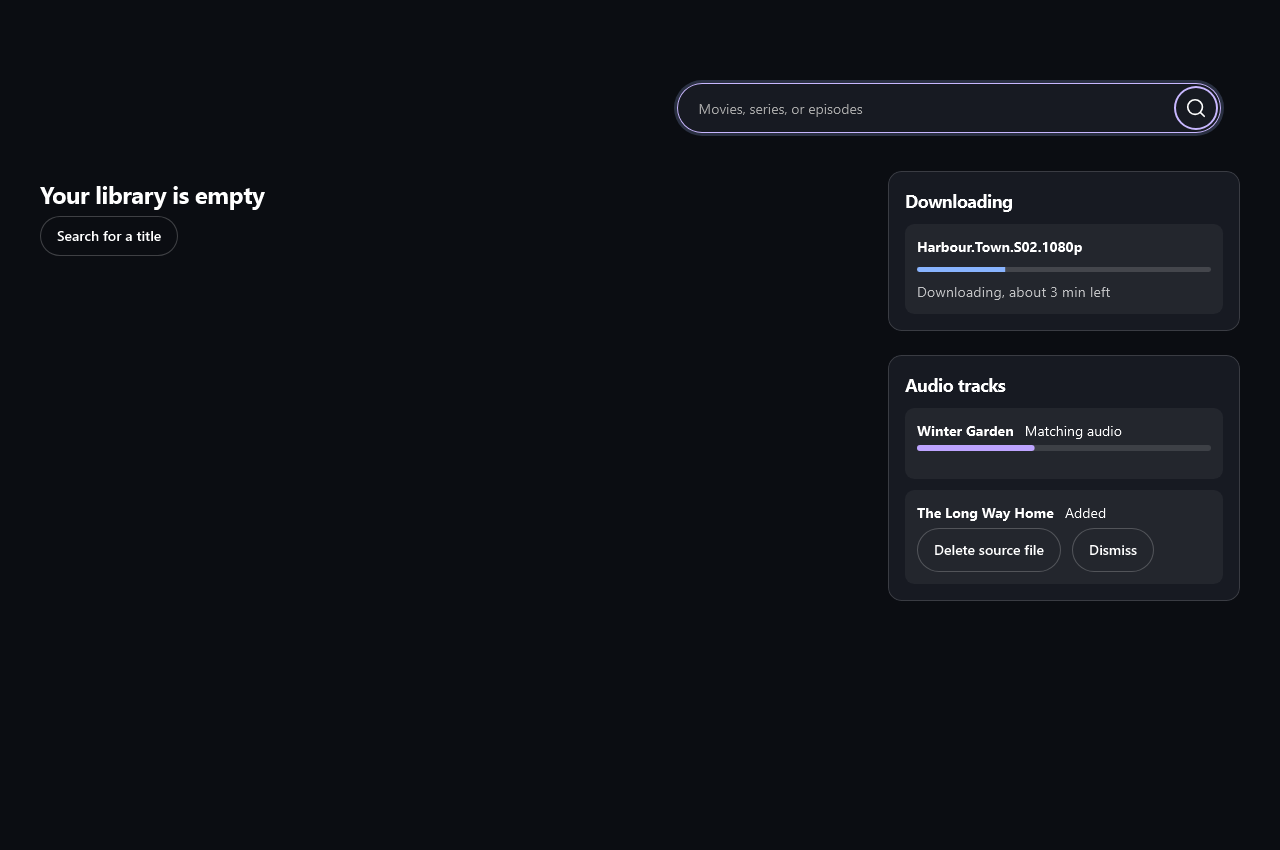 Movies, series, or episodes
Your library is empty
Search for a title
Downloading
Harbour.Town.S02.1080p
Downloading, about 3 min left
Audio tracks
Winter Garden Matching audio
The Long Way Home Added
Delete source file Dismiss